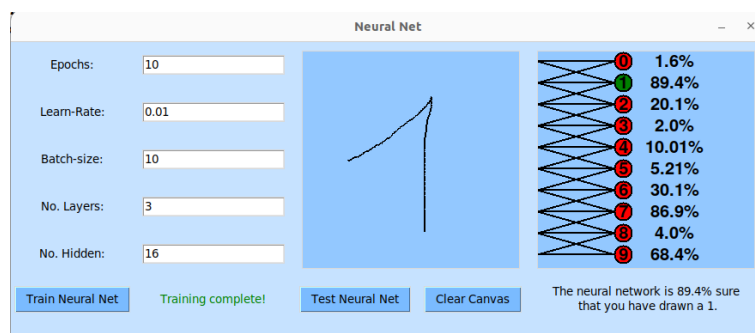 Neural Net
Epochs: 10
Learn-Rate: 0.01
Batch-size: 10
No. Layers: 3
No. Hidden: 16
Train Neural Net
Training complete!
Test Neural Net
Clear Canvas
0 1.6%
1 89.4%
2 20.1%
3 2.0%
4 10.01%
5 5.21%
6 30.1%
7 86.9%
8 4.0%
9 68.4%
The neural network is 89.4% sure
that you have drawn a 1.